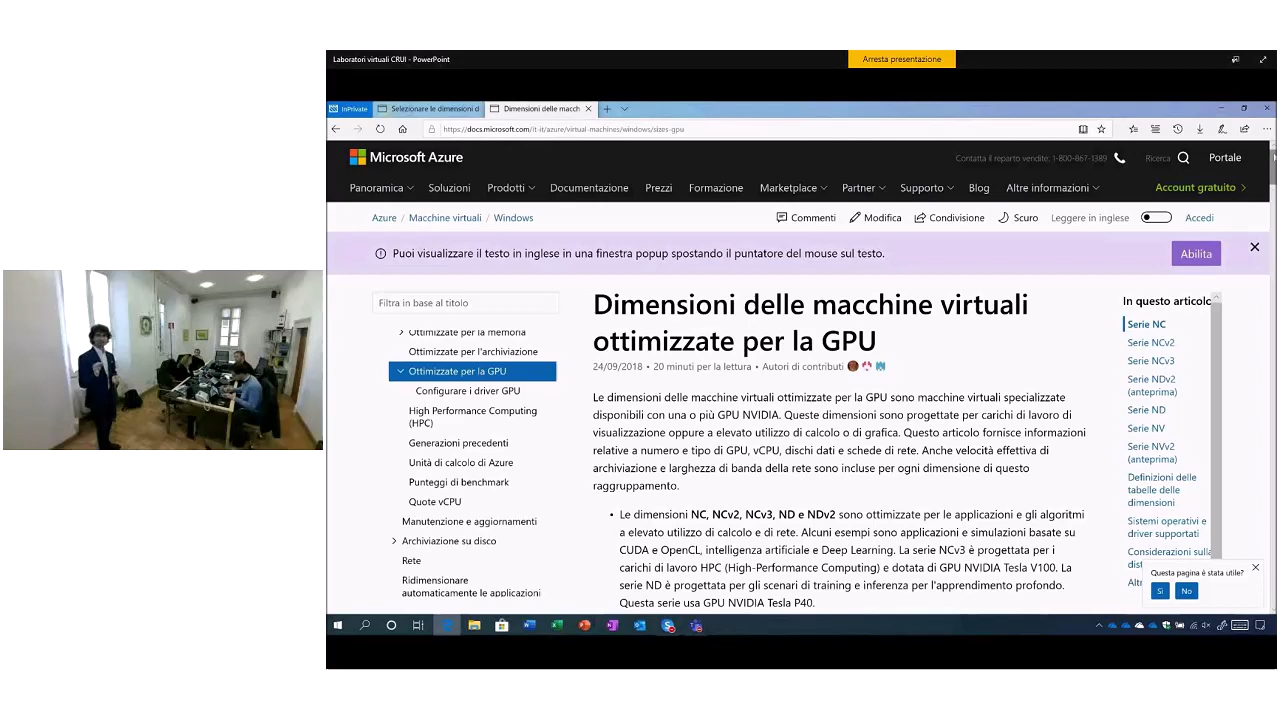 Laboratori virtuali CRUI - PowerPoint
Arresta presentazione
InPrivate
Selezionare le dimensioni d
Dimensioni delle macch
https://docs.microsoft.com/it-it/azure/virtual-machines/windows/sizes-gpu
Microsoft Azure
Contatta il reparto vendite: 1-800-867-1389
Ricerca
Portale
Panoramica
Soluzioni
Prodotti
Documentazione
Prezzi
Formazione
Marketplace
Partner
Supporto
Blog
Altre informazioni
Account gratuito
Azure / Macchine virtuali / Windows
Commenti
Modifica
Condivisione
Scuro
Leggere in inglese
Accedi
Puoi visualizzare il testo in inglese in una finestra popup spostando il puntatore del mouse sul testo.
Abilita
Filtra in base al titolo
Ottimizzate per la memoria
Ottimizzate per l'archiviazione
Ottimizzate per la GPU
Configurare i driver GPU
High Performance Computing
(HPC)
Generazioni precedenti
Unità di calcolo di Azure
Punteggi di benchmark
Quote vCPU
Manutenzione e aggiornamenti
Archiviazione su disco
Rete
Ridimensionare
automaticamente le applicazioni
Dimensioni delle macchine virtuali
ottimizzate per la GPU
24/09/2018 • 20 minuti per la lettura • Autori di contributi
Le dimensioni delle macchine virtuali ottimizzate per la GPU sono macchine virtuali specializzate
disponibili con una o più GPU NVIDIA. Queste dimensioni sono progettate per carichi di lavoro di
visualizzazione oppure a elevato utilizzo di calcolo o di grafica. Questo articolo fornisce informazioni
relative a numero e tipo di GPU, vCPU, dischi dati e schede di rete. Anche velocità effettiva di
archiviazione e larghezza di banda della rete sono incluse per ogni dimensione di questo
raggruppamento.
• Le dimensioni NC, NCv2, NCv3, ND e NDv2 sono ottimizzate per le applicazioni e gli algoritmi
a elevato utilizzo di calcolo e di rete. Alcuni esempi sono applicazioni e simulazioni basate su
CUDA e OpenCL, intelligenza artificiale e Deep Learning. La serie NCv3 è progettata per i
carichi di lavoro HPC (High-Performance Computing) e dotata di GPU NVIDIA Tesla V100. La
serie ND è progettata per gli scenari di training e inferenza per l'apprendimento profondo.
Questa serie usa GPU NVIDIA Tesla P40.
In questo articolo
Serie NC
Serie NCv2
Serie NCv3
Serie NDv2
(anteprima)
Serie ND
Serie NV
Serie NVv2
(anteprima)
Definizioni delle
tabelle delle
dimensioni
Sistemi operativi e
driver supportati
Considerazioni sulla
dist
Altr
Questa pagina è stata utile?
Sì
No